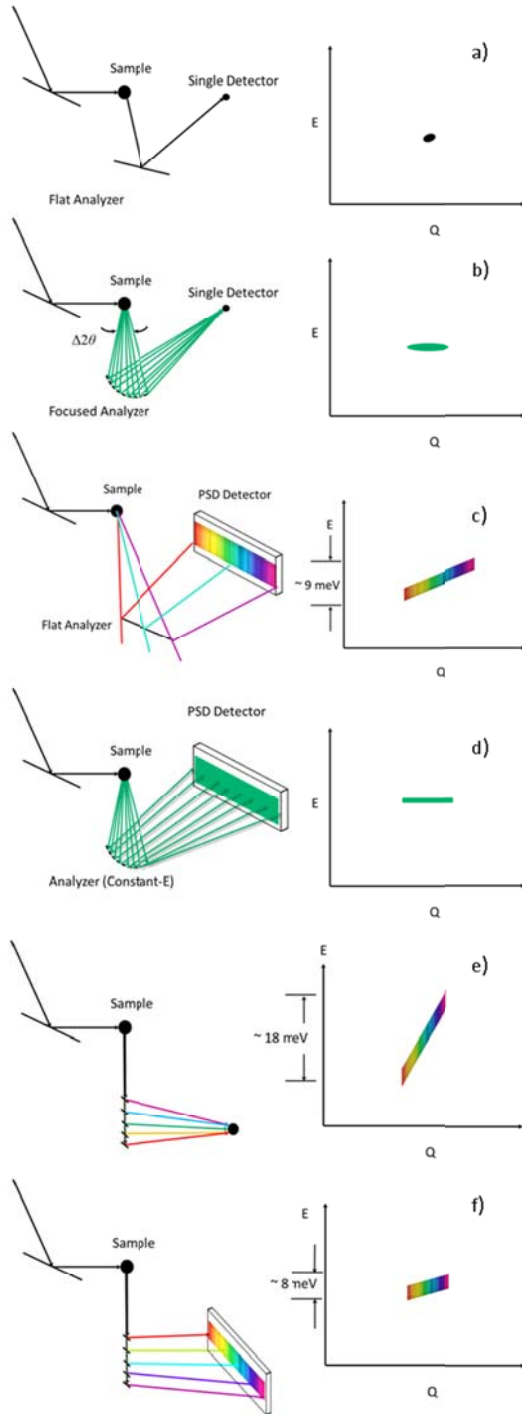 a)
Sample
Single Detector
E
Flat Analyzer
Q
b)
Sample
Single Detector
E
Δ2θ
Focused Analyzer
Q
c)
Sample
PSD Detector
E
~ 9 meV
Flat Analyzer
Q
PSD Detector
d)
Sample
E
Analyzer (Constant-E)
Q
e)
E
Sample
~ 18 meV
Q
f)
E
Sample
~ 8 meV
Q